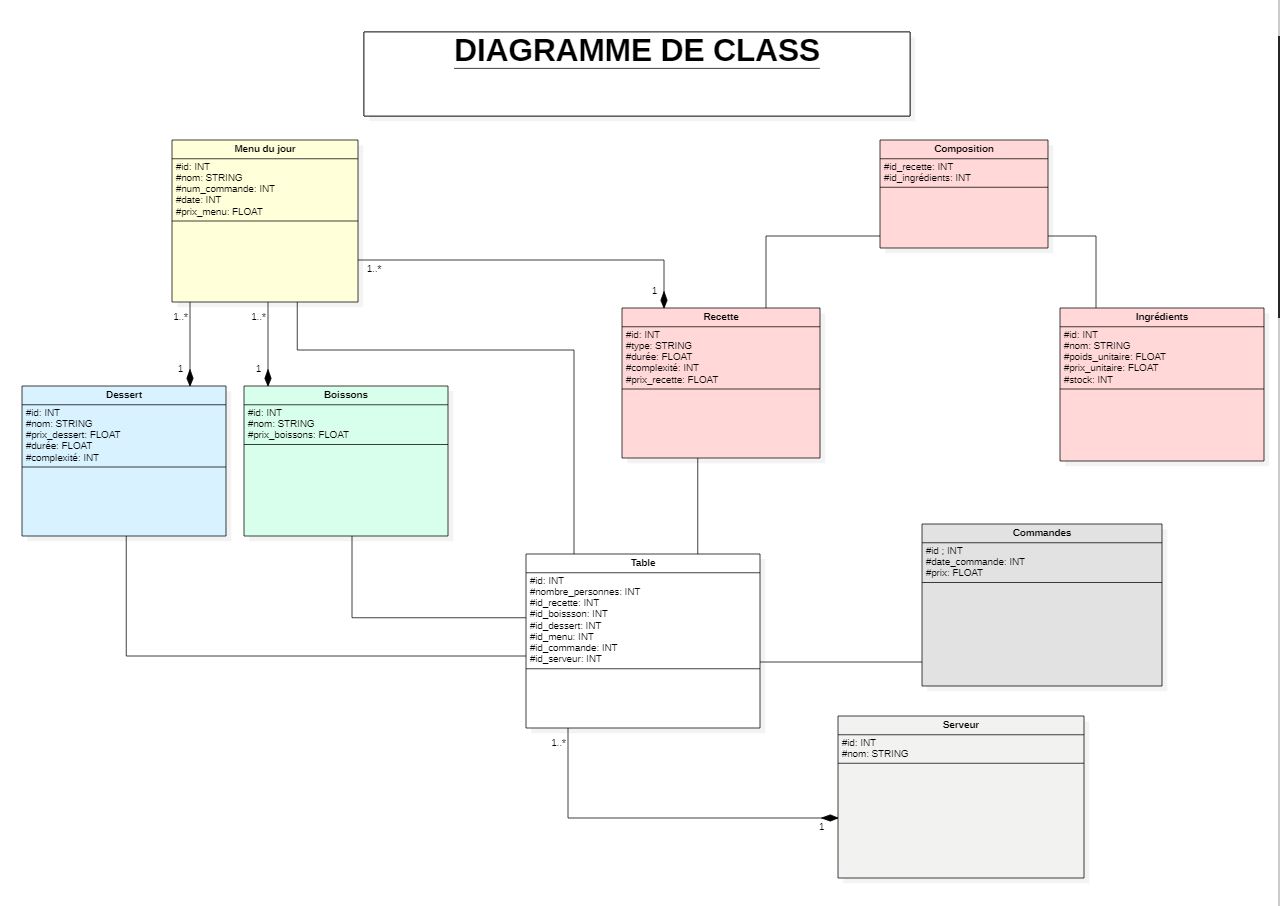 DIAGRAMME DE CLASS
Menu du jour
#id: INT
#nom: STRING
#num_commande: INT
#date: INT
#prix_menu: FLOAT
Composition
#id_recette: INT
#id_ingrédients: INT
1..*
1
Recette
#id: INT
#type: STRING
#durée: FLOAT
#complexité: INT
#prix_recette: FLOAT
Ingrédients
#id: INT
#nom: STRING
#poids_unitaire: FLOAT
#prix_unitaire: FLOAT
#stock: INT
1..*
1..*
1
1
Dessert
#id: INT
#nom: STRING
#prix_dessert: FLOAT
#durée: FLOAT
#complexité: INT
Boissons
#id: INT
#nom: STRING
#prix_boissons: FLOAT
Table
#id: INT
#nombre_personnes: INT
#id_recette: INT
#id_boissson: INT
#id_dessert: INT
#id_menu: INT
#id_commande: INT
#id_serveur: INT
Commandes
#id ; INT
#date_commande: INT
#prix: FLOAT
Serveur
#id: INT
#nom: STRING
1..*
1